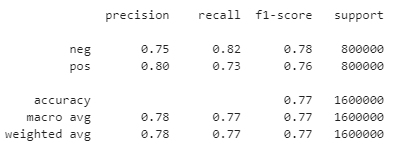 precision recall f1-score support
neg 0.75 0.82 0.78 800000
pos 0.80 0.73 0.76 800000
accuracy 0.77 1600000
macro avg 0.78 0.77 0.77 1600000
weighted avg 0.78 0.77 0.77 1600000